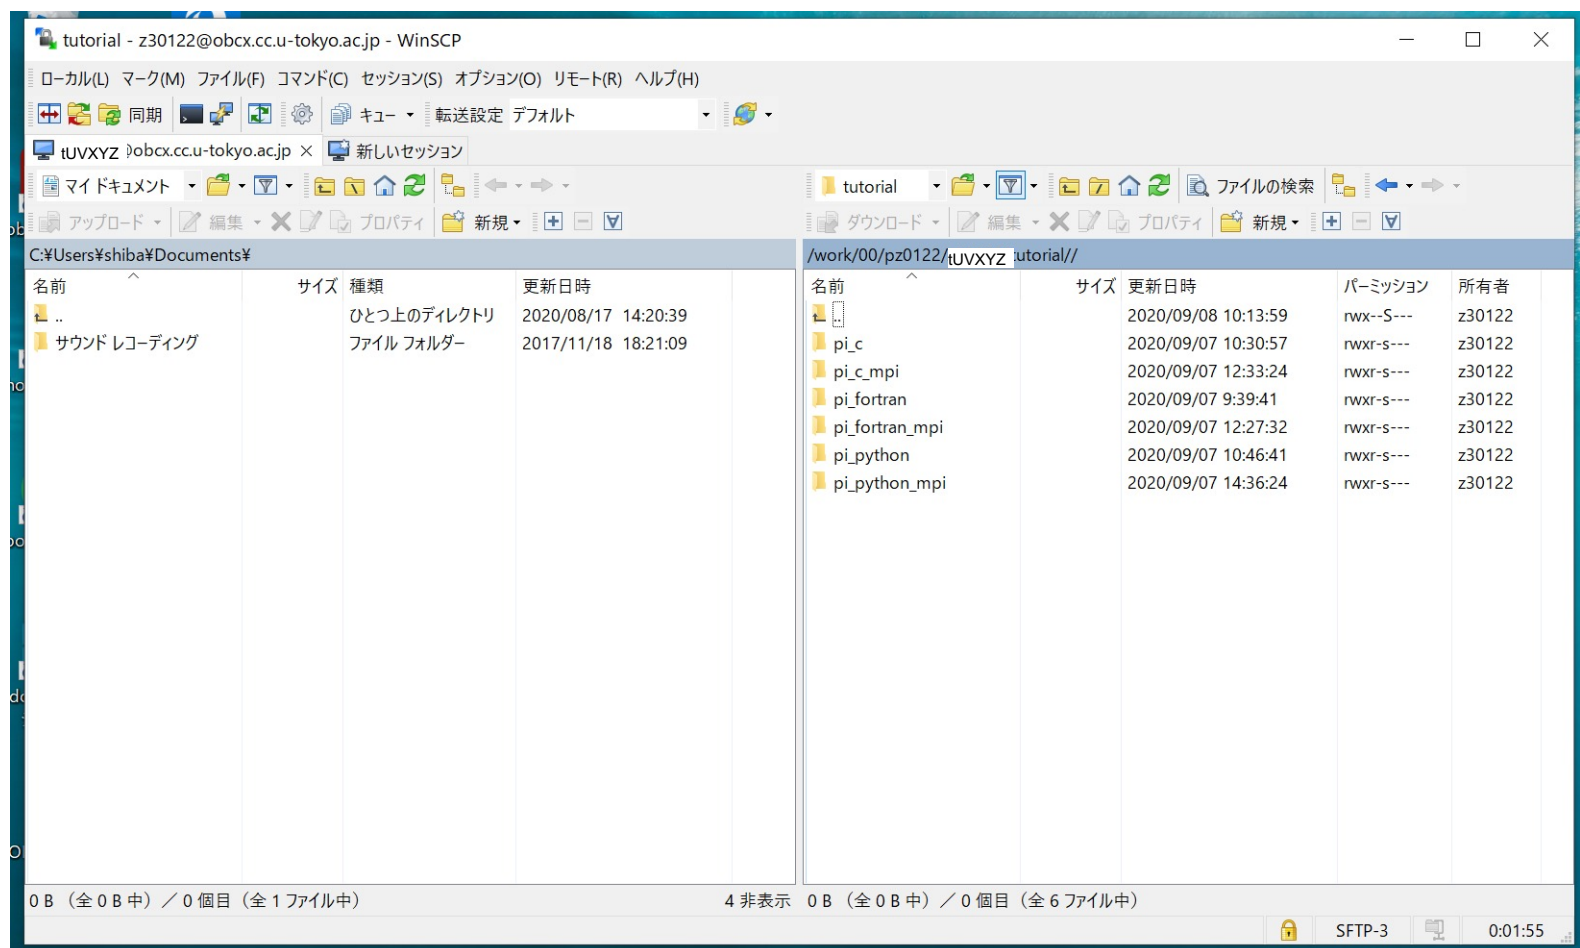 tutorial - z30122@obcx.cc.u-tokyo.ac.jp - WinSCP
ローカル(L) マーク(M) ファイル(F) コマンド(C) セッション(S) オプション(O) リモート(R) ヘルプ(H)
同期 キュー 転送設定 デフォルト
tUVXYZ @obcx.cc.u-tokyo.ac.jp × 新しいセッション
マイ ドキュメント
アップロード 編集 プロパティ 新規
C:¥Users¥shiba¥Documents¥
名前 サイズ 種類 更新日時
.. ひとつ上のディレクトリ 2020/08/17 14:20:39
サウンド レコーディング ファイル フォルダー 2017/11/18 18:21:09
0 B （全 0 B 中）／ 0 個目（全 1 ファイル中） 4 非表示
tutorial ファイルの検索
ダウンロード 編集 プロパティ 新規
/work/00/pz0122/tUVXYZ tutorial//
名前 サイズ 更新日時 パーミッション 所有者
.. 2020/09/08 10:13:59 rwx--S--- z30122
pi_c 2020/09/07 10:30:57 rwxr-s--- z30122
pi_c_mpi 2020/09/07 12:33:24 rwxr-s--- z30122
pi_fortran 2020/09/07 9:39:41 rwxr-s--- z30122
pi_fortran_mpi 2020/09/07 12:27:32 rwxr-s--- z30122
pi_python 2020/09/07 10:46:41 rwxr-s--- z30122
pi_python_mpi 2020/09/07 14:36:24 rwxr-s--- z30122
0 B （全 0 B 中）／ 0 個目（全 6 ファイル中）
SFTP-3 0:01:55